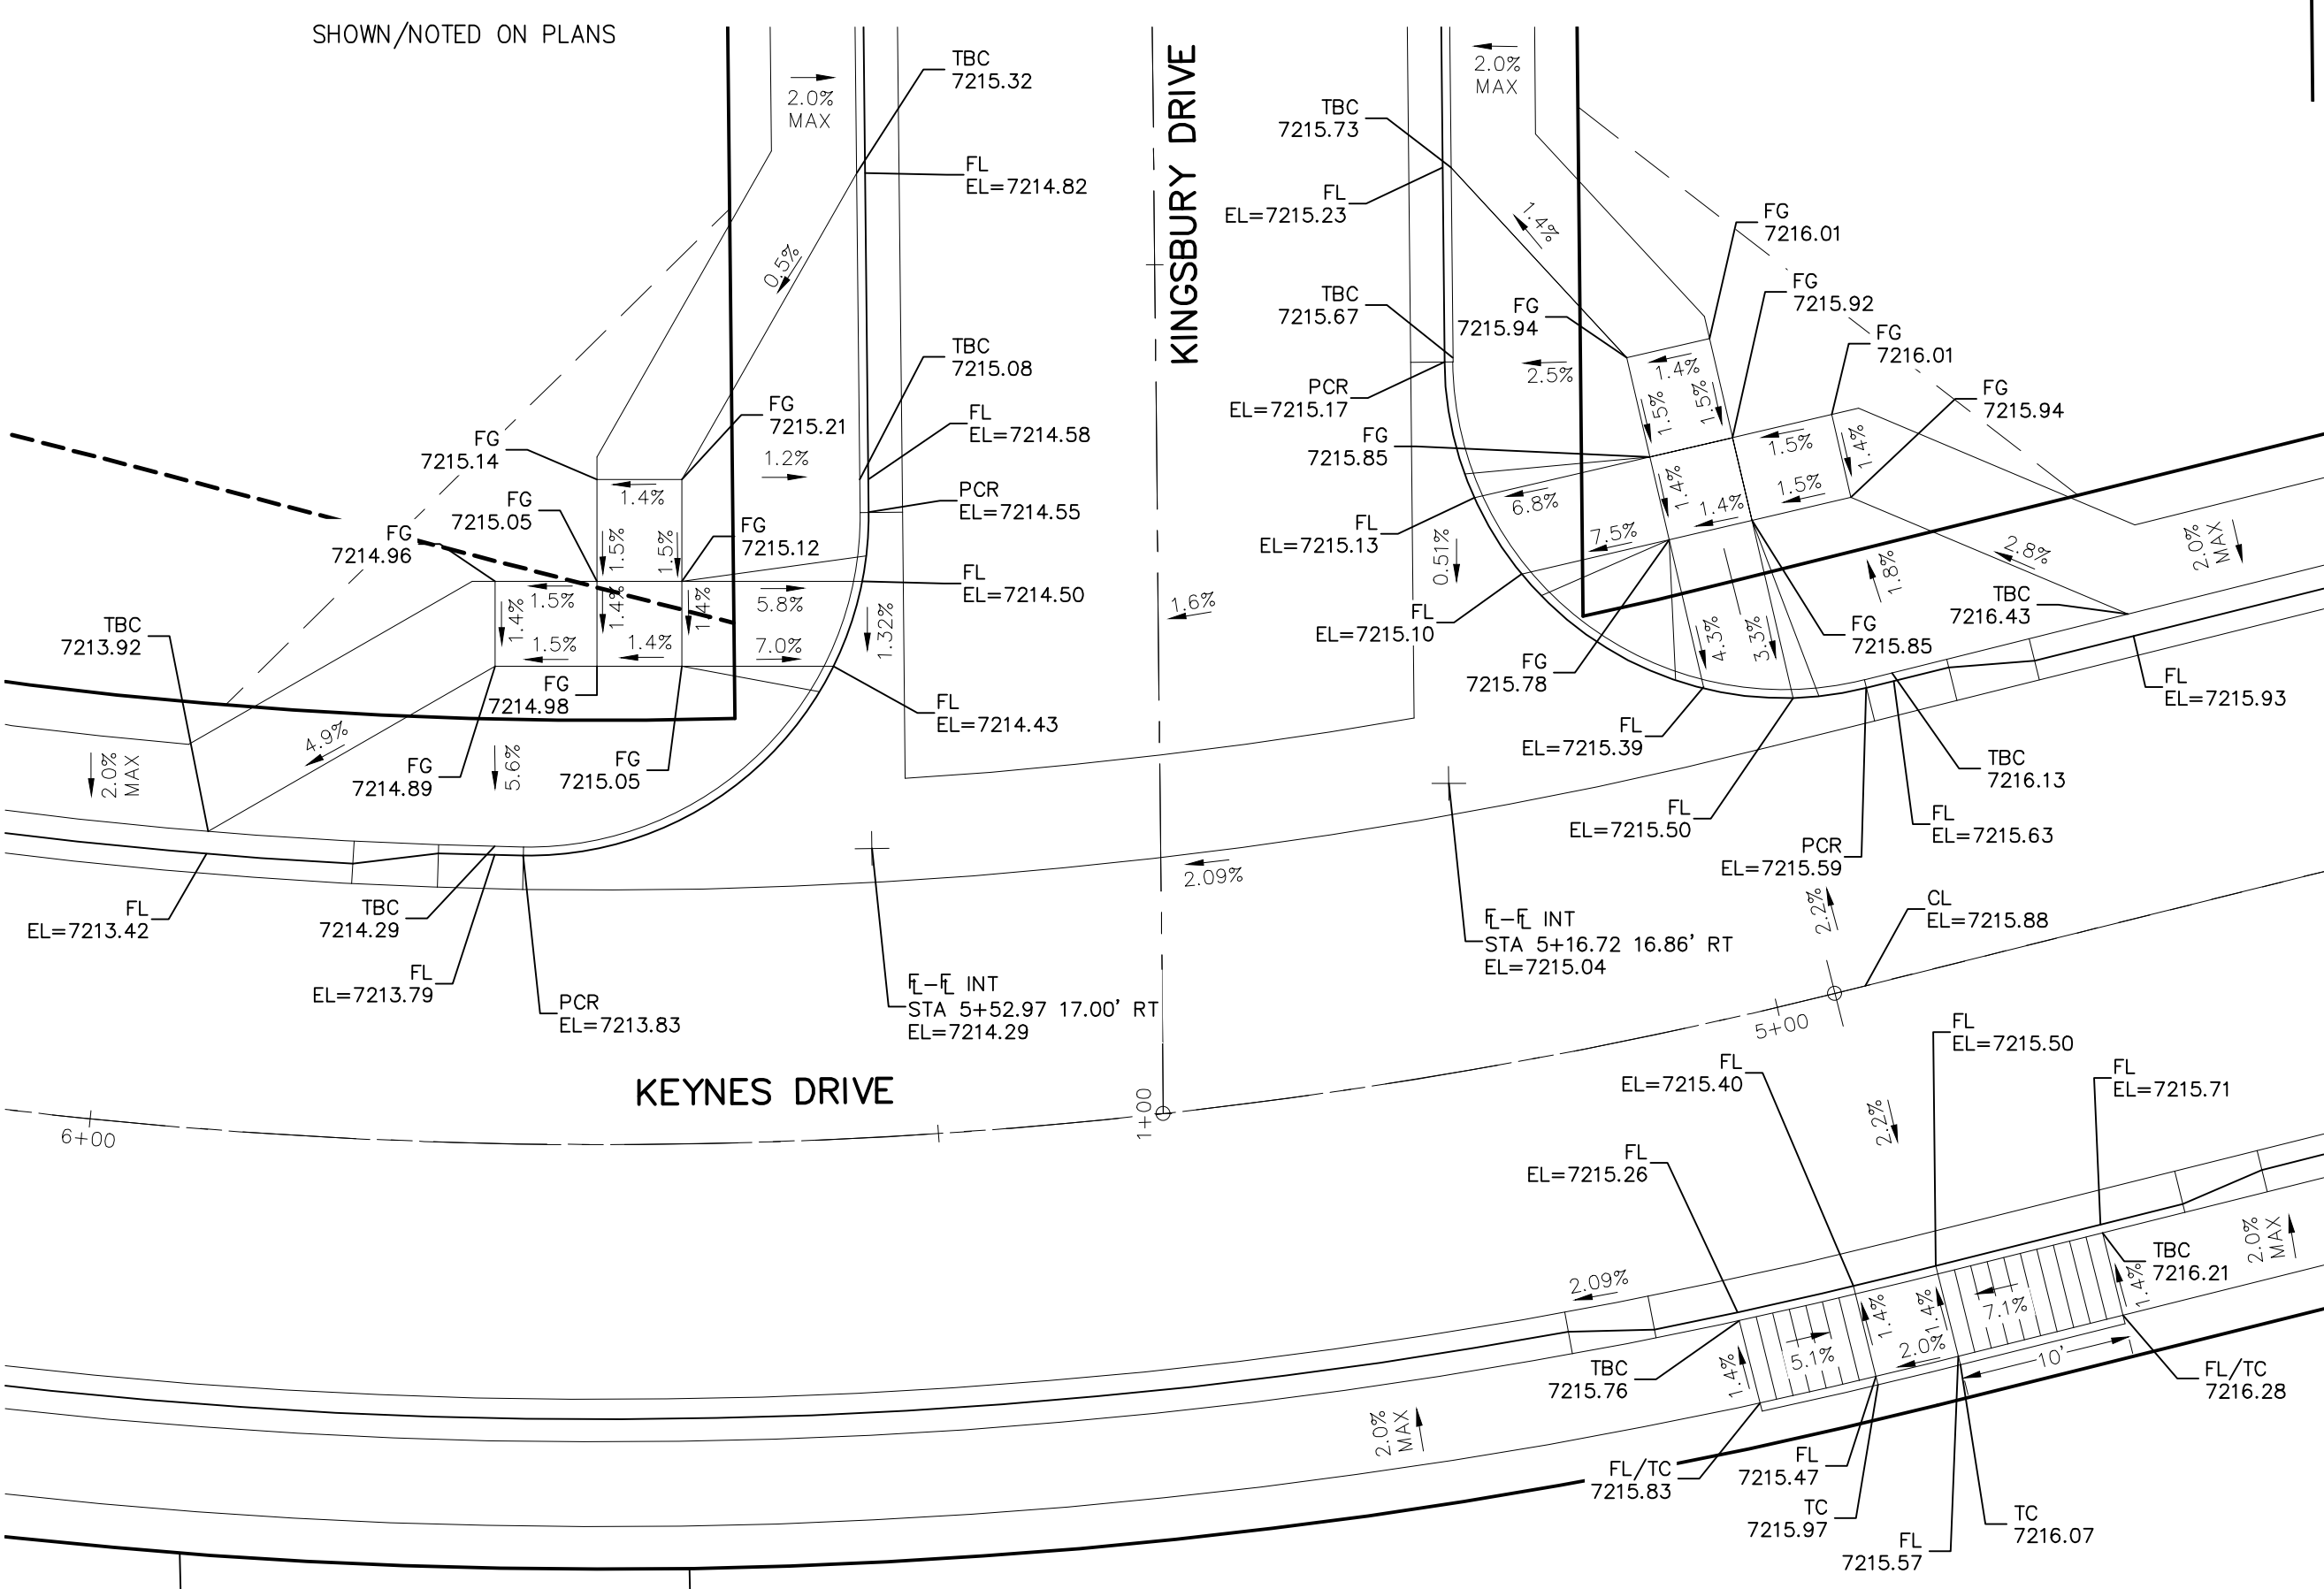 SHOWN/NOTED ON PLANS
TBC
7215.32
2.0%
MAX
FL
EL=7214.82
0.5%
TBC
7215.08
FG
7215.21
FL
EL=7214.58
FG
7215.14
1.2%
1.4%
PCR
EL=7214.55
FG
7215.05
FG
7215.12
FG
7214.96
1.5%
1.5%
FL
EL=7214.50
1.5%
1.4%
1.4%
1.4%
5.8%
1.32%
TBC
7213.92
1.5%
1.4%
7.0%
FG
7214.98
FL
EL=7214.43
4.9%
2.0%
MAX
5.6%
FG
7214.89
FG
7215.05
FL
EL=7213.42
TBC
7214.29
FL
EL=7213.79
PCR
EL=7213.83
KINGSBURY DRIVE
1.6%
2.09%
FL-FL INT
STA 5+52.97 17.00' RT
EL=7214.29
KEYNES DRIVE
6+00
1+00
2.0%
MAX
TBC
7215.73
FL
EL=7215.23
1.4%
FG
7216.01
TBC
7215.67
FG
7215.94
FG
7215.92
FG
7216.01
2.5%
1.4%
PCR
EL=7215.17
1.5%
1.5%
FG
7215.94
FG
7215.85
1.5%
1.4%
1.4%
1.5%
6.8%
1.4%
FL
EL=7215.13
7.5%
0.51%
2.8%
2.0%
MAX
1.8%
FL
EL=7215.10
TBC
7216.43
4.3%
3.3%
FG
7215.85
FG
7215.78
FL
EL=7215.93
FL
EL=7215.39
TBC
7216.13
FL
EL=7215.50
FL
EL=7215.63
PCR
EL=7215.59
FL-FL INT
STA 5+16.72 16.86' RT
EL=7215.04
2.2%
CL
EL=7215.88
5+00
FL
EL=7215.50
FL
EL=7215.40
FL
EL=7215.71
2.2%
FL
EL=7215.26
2.0%
MAX
TBC
7216.21
2.09%
1.4%
1.4%
1.4%
7.1%
5.1%
2.0%
10'
1.4%
TBC
7215.76
FL/TC
7216.28
2.0%
MAX
FL/TC
7215.83
FL
7215.47
TC
7215.97
TC
7216.07
FL
7215.57